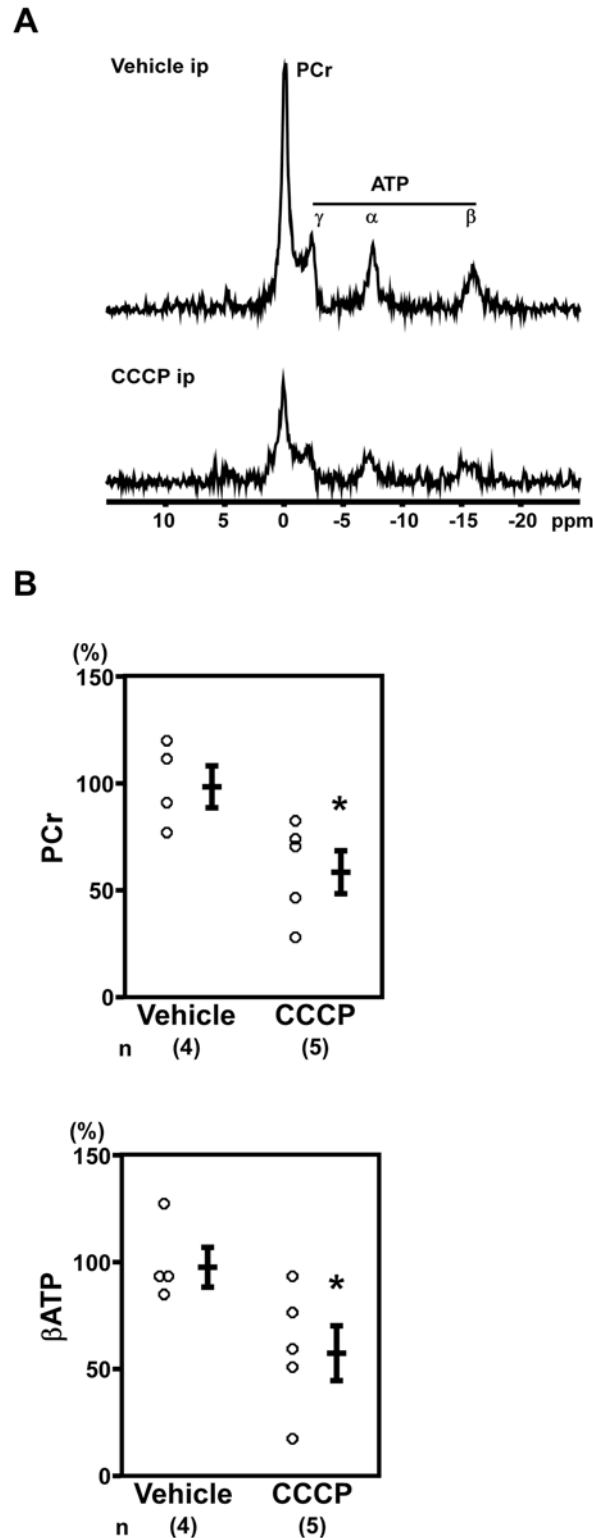 A
Vehicle ip
PCr
ATP
γ α β
CCCP ip
10 5 0 -5 -10 -15 -20 ppm
B
(%)
150
100
50
0
PCr
*
Vehicle CCCP
n (4) (5)
(%)
150
100
50
0
βATP
*
Vehicle CCCP
n (4) (5)